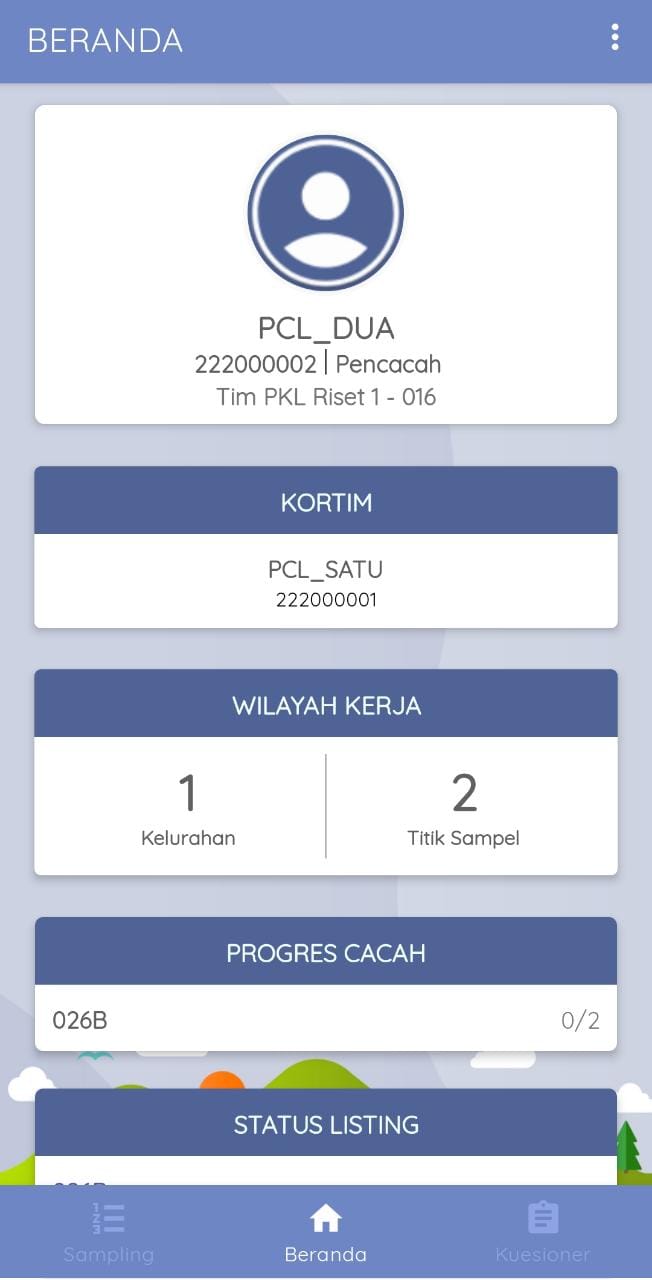 BERANDA
PCL_DUA
222000002 | Pencacah
Tim PKL Riset 1 - 016
KORTIM
PCL_SATU
222000001
WILAYAH KERJA
1 2
Kelurahan Titik Sampel
PROGRES CACAH
026B 0/2
STATUS LISTING
Sampling Beranda Kuesioner